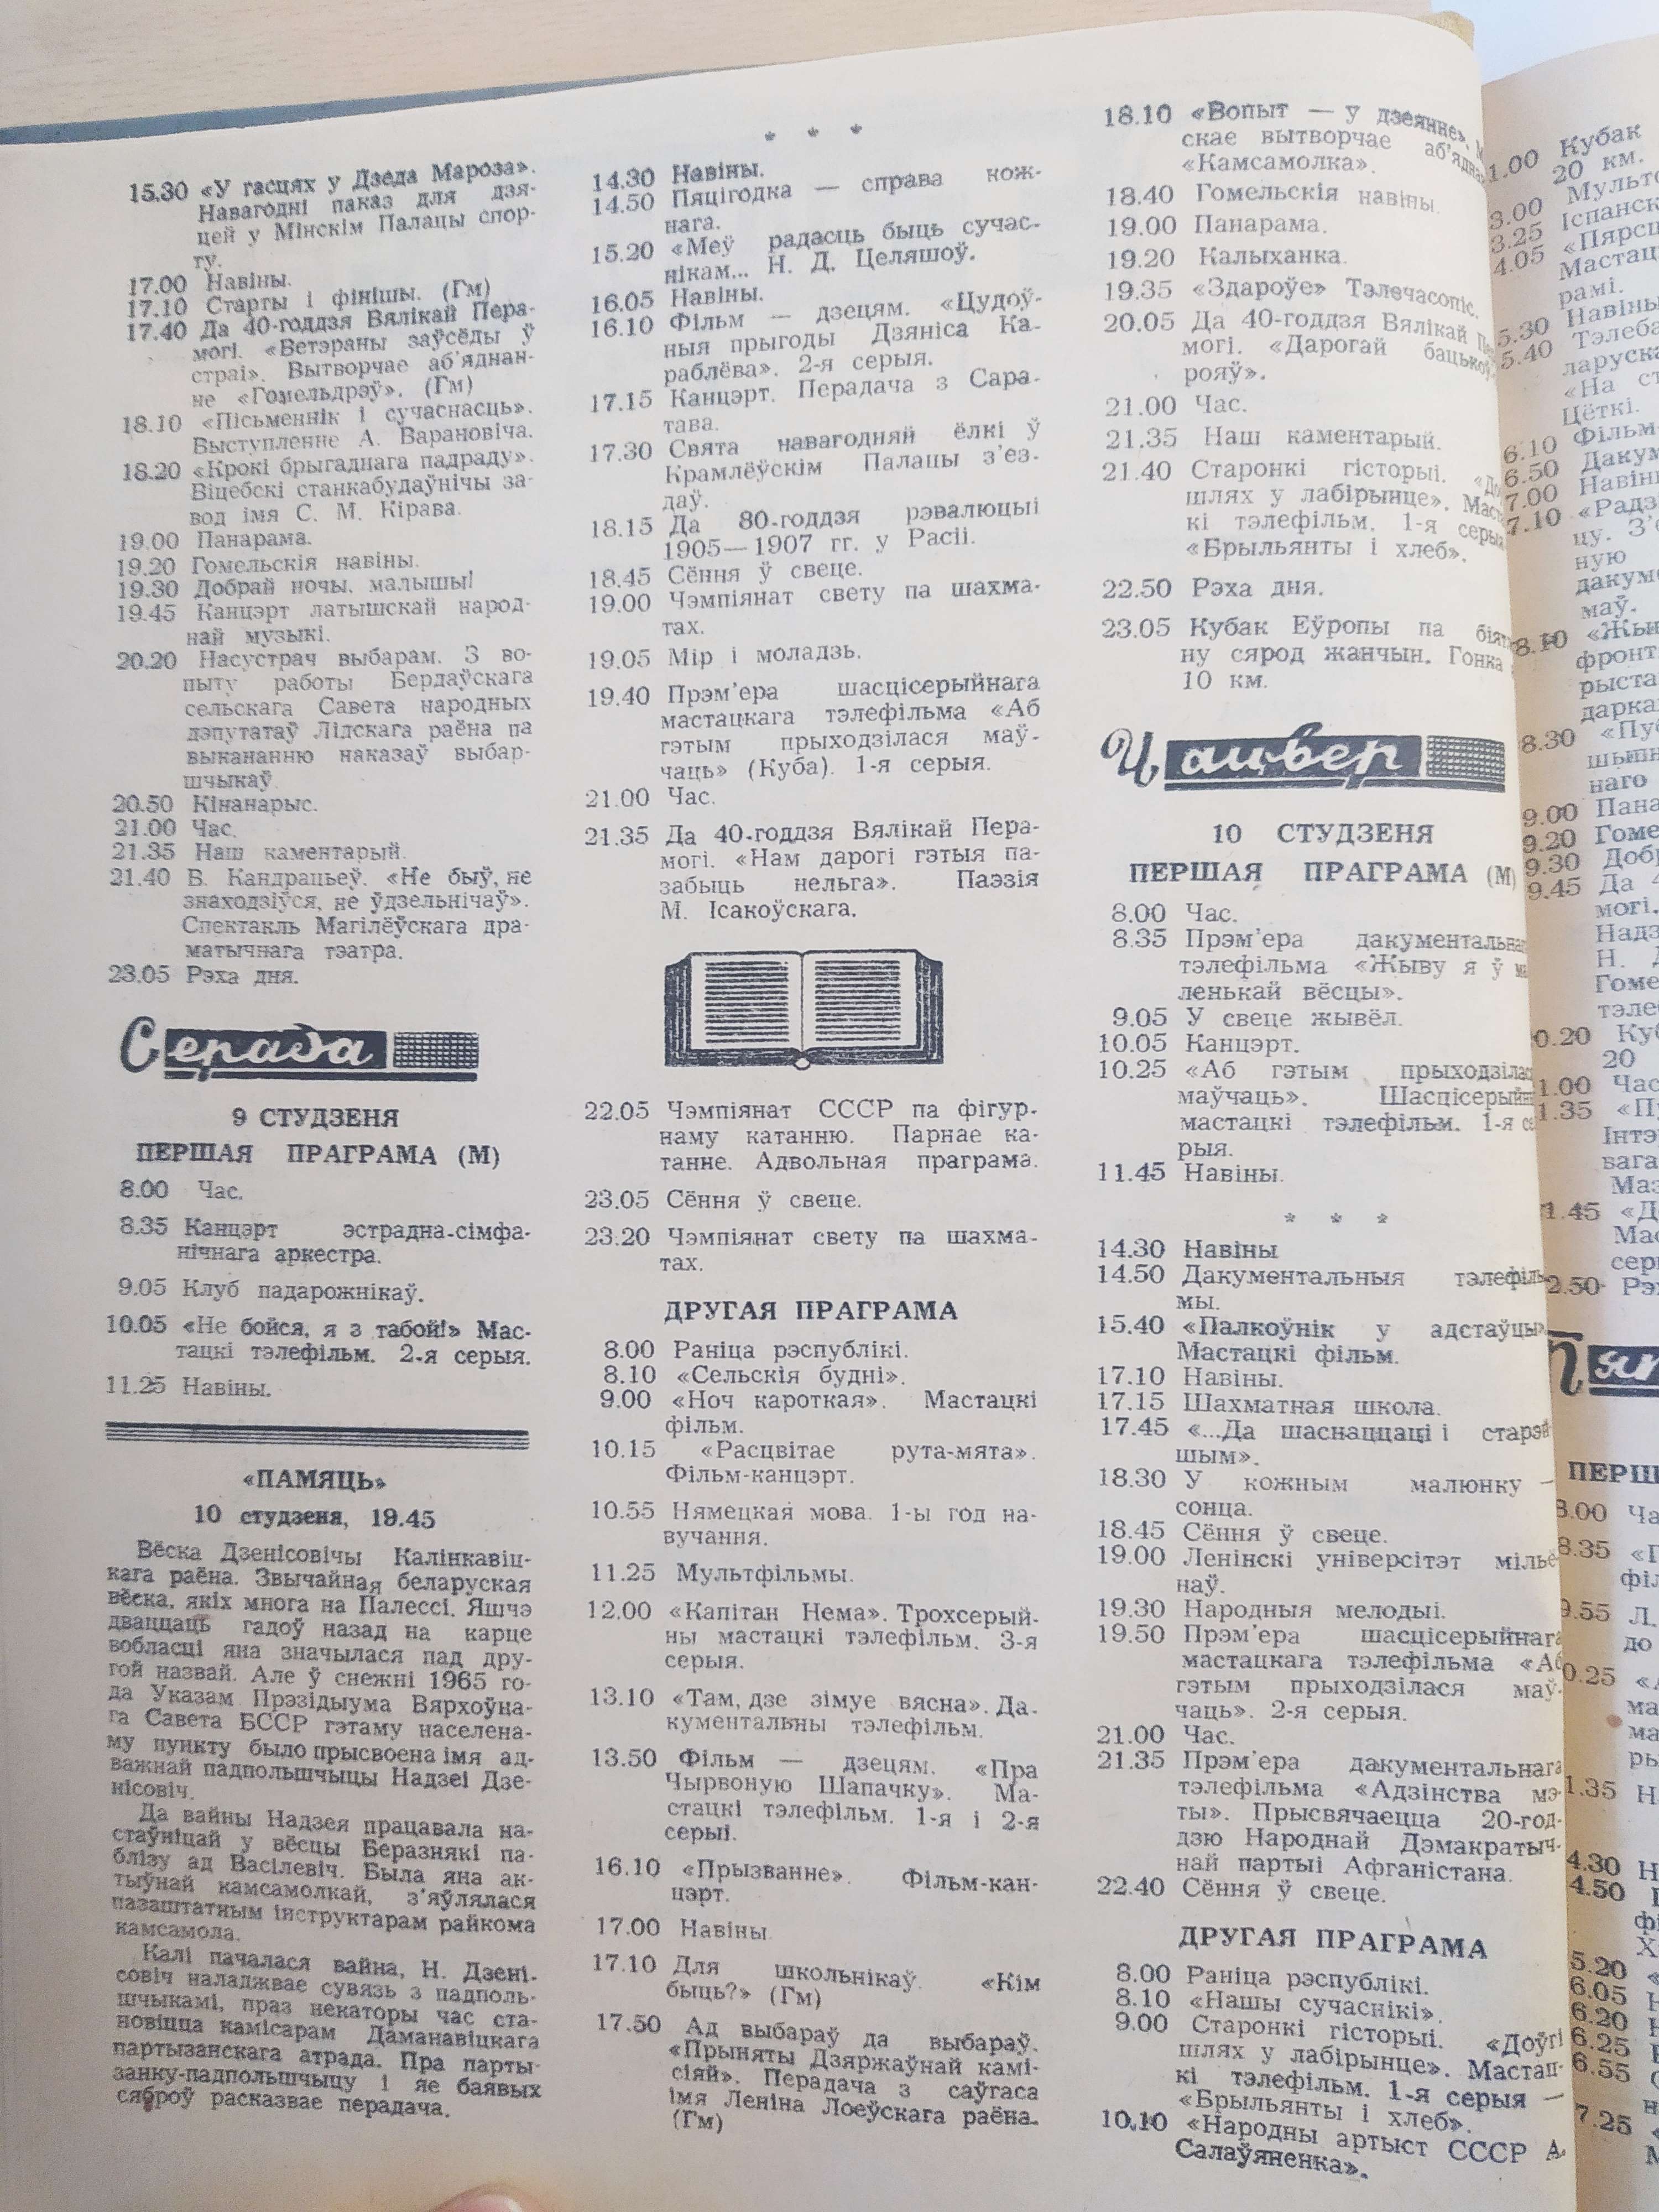 15.30 «У гасцях у Дзеда Мароза».
Навагодні паказ для дзя-
цей у Мінскім Палацы спор-
ту.
17.00 Навіны.
17.10 Старты і фінішы. (Гм)
17.40 Да 40-годдзя Вялікай Пера-
могі. «Ветэраны заўсёды ў
страі». Вытворчае аб'яднан-
не «Гомельдрэў». (Гм)
18.10 «Пісьменнік і сучаснасць».
Выступленне А. Варановіча.
18.20 «Крокі брыгаднага падраду».
Віцебскі станкабудаўнічы за-
вод імя С. М. Кірава.
19.00 Панарама.
19.20 Гомельскія навіны.
19.30 Добрай ночы, малышы!
19.45 Канцэрт латышскай народ-
най музыкі.
20.20 Насустрач выбарам. З во-
пыту работы Бердаўскага
сельскага Савета народных
дэпутатаў Лідскага раёна па
выкананню наказаў выбар-
шчыкаў.
20.50 Кінанарыс.
21.00 Час.
21.35 Наш каментарый.
21.40 В. Кандрацьеў. «Не быў, не
знаходзіўся, не ўдзельнічаў».
Спектакль Магілёўскага дра-
матычнага тэатра.
23.05 Рэха дня.
Серада
9 СТУДЗЕНЯ
ПЕРШАЯ ПРАГРАМА (М)
8.00 Час.
8.35 Канцэрт эстрадна-сімфа-
нічнага аркестра.
9.05 Клуб падарожнікаў.
10.05 «Не бойся, я з табой!» Мас-
тацкі тэлефільм. 2-я серыя.
11.25 Навіны.
«ПАМЯЦЬ»
10 студзеня, 19.45
Вёска Дзенісовічы Калінкавіц-
кага раёна. Звычайная беларуская
вёска, якіх многа на Палессі. Яшчэ
дваццаць гадоў назад на карце
вобласці яна значылася пад дру-
гой назвай. Але ў снежні 1965 го-
да Указам Прэзідыума Вярхоўна-
га Савета БССР гэтаму населена-
му пункту было прысвоена імя ад-
важнай падпольшчыцы Надзеі Дзе-
нісовіч.
Да вайны Надзея працавала на-
стаўніцай у вёсцы Беразнякі па-
блізу ад Васілевіч. Была яна ак-
тыўнай камсамолкай, з'яўлялася
пазаштатным інструктарам райкома
камсамола.
Калі пачалася вайна, Н. Дзені-
совіч наладжвае сувязь з падполь-
шчыкамі, праз некаторы час ста-
новіцца камісарам Даманавіцкага
партызанскага атрада. Пра парты-
занку-падпольшчыцу і яе баявых
сяброў расказвае перадача.
* * *
14.30 Навіны.
14.50 Пяцігодка — справа кож-
нага.
15.20 «Меў радасць быць сучас-
нікам... Н. Д. Целяшоў.
16.05 Навіны.
16.10 Фільм — дзецям. «Цудоў-
ныя прыгоды Дзяніса Ка-
раблёва». 2-я серыя.
17.15 Канцэрт. Перадача з Сара-
тава.
17.30 Свята навагодняй ёлкі ў
Крамлёўскім Палацы з'ез-
даў.
18.15 Да 80-годдзя рэвалюцыі
1905—1907 гг. у Расіі.
18.45 Сёння ў свеце.
19.00 Чэмпіянат свету па шахма-
тах.
19.05 Мір і моладзь.
19.40 Прэм'ера шасцісерыйнага
мастацкага тэлефільма «Аб
гэтым прыходзілася маў-
чаць» (Куба). 1-я серыя.
21.00 Час.
21.35 Да 40-годдзя Вялікай Пера-
могі. «Нам дарогі гэтыя па-
забыць нельга». Паэзія
М. Ісакоўскага.
22.05 Чэмпіянат СССР па фігур-
наму катанню. Парнае ка-
танне. Адвольная праграма.
23.05 Сёння ў свеце.
23.20 Чэмпіянат свету па шахма-
тах.
ДРУГАЯ ПРАГРАМА
8.00 Раніца рэспублікі.
8.10 «Сельскія будні».
9.00 «Ноч кароткая». Мастацкі
фільм.
10.15 «Расцвітае рута-мята».
Фільм-канцэрт.
10.55 Нямецкая мова. 1-ы год на-
вучання.
11.25 Мультфільмы.
12.00 «Капітан Нема». Трохсерый-
ны мастацкі тэлефільм. 3-я
серыя.
13.10 «Там, дзе зімуе вясна». Да-
кументальны тэлефільм.
13.50 Фільм — дзецям. «Пра
Чырвоную Шапачку». Ма-
стацкі тэлефільм. 1-я і 2-я
серыі.
16.10 «Прызванне». Фільм-кан-
цэрт.
17.00 Навіны.
17.10 Для школьнікаў. «Кім
быць?» (Гм)
17.50 Ад выбараў да выбараў.
«Прыняты Дзяржаўнай камі-
сіяй». Перадача з саўгаса
імя Леніна Лоеўскага раёна.
(Гм)
18.10 «Вопыт — у дзеянне».
скае вытворчае аб'ядна
«Камсамолка».
18.40 Гомельскія навіны.
19.00 Панарама.
19.20 Калыханка.
19.35 «Здароўе» Тэлечасопіс.
20.05 Да 40-годдзя Вялікай Пе
могі. «Дарогай бацькоў
рояў».
21.00 Час.
21.35 Наш каментарый.
21.40 Старонкі гісторыі. «До
шлях у лабірынце». Маста
кі тэлефільм. 1-я серыя
«Брыльянты і хлеб».
22.50 Рэха дня.
23.05 Кубак Еўропы па біят
ну сярод жанчын. Гонка
10 км.
Чацвер
10 СТУДЗЕНЯ
ПЕРШАЯ ПРАГРАМА (М)
8.00 Час.
8.35 Прэм'ера дакументальна
тэлефільма «Жыву я ў ма
ленькай вёсцы».
9.05 У свеце жывёл.
10.05 Канцэрт.
10.25 «Аб гэтым прыходзілас
маўчаць». Шасцісерыйн
мастацкі тэлефільм. 1-я се
рыя.
11.45 Навіны.
* * *
14.30 Навіны
14.50 Дакументальныя тэлефіль-
мы.
15.40 «Палкоўнік у адстаўцы».
Мастацкі фільм.
17.10 Навіны.
17.15 Шахматная школа.
17.45 «...Да шаснаццаці і старэй
шым».
18.30 У кожным малюнку —
сонца.
18.45 Сёння ў свеце.
19.00 Ленінскі універсітэт мільё-
наў.
19.30 Народныя мелодыі.
19.50 Прэм'ера шасцісерыйнага
мастацкага тэлефільма «Аб
гэтым прыходзілася маў-
чаць». 2-я серыя.
21.00 Час.
21.35 Прэм'ера дакументальнага
тэлефільма «Адзінства мэ-
ты». Прысвячаецца 20-год-
дзю Народнай Дэмакратыч-
най партыі Афганістана.
22.40 Сёння ў свеце.
ДРУГАЯ ПРАГРАМА
8.00 Раніца рэспублікі.
8.10 «Нашы сучаснікі».
9.00 Старонкі гісторыі. «Доўгі
шлях у лабірынце». Мастац-
кі тэлефільм. 1-я серыя —
«Брыльянты і хлеб».
10.10 «Народны артыст СССР А.
Салаўяненка».